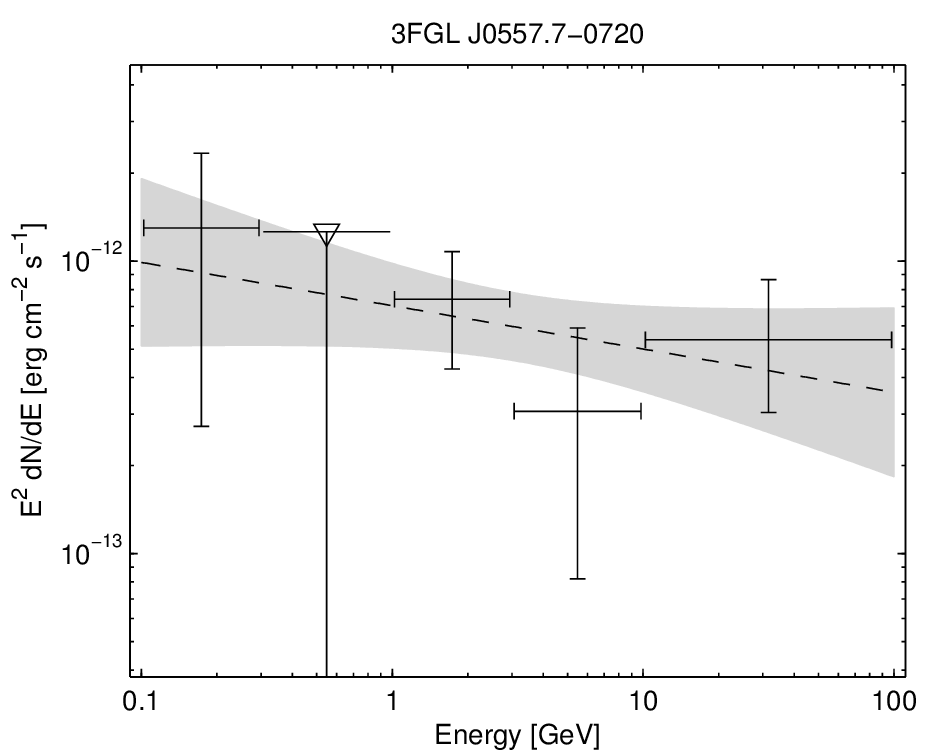 3FGL J0557.7−0720
E² dN/dE [erg cm⁻² s⁻¹]
10⁻¹²
10⁻¹³
0.1 1 10 100
Energy [GeV]